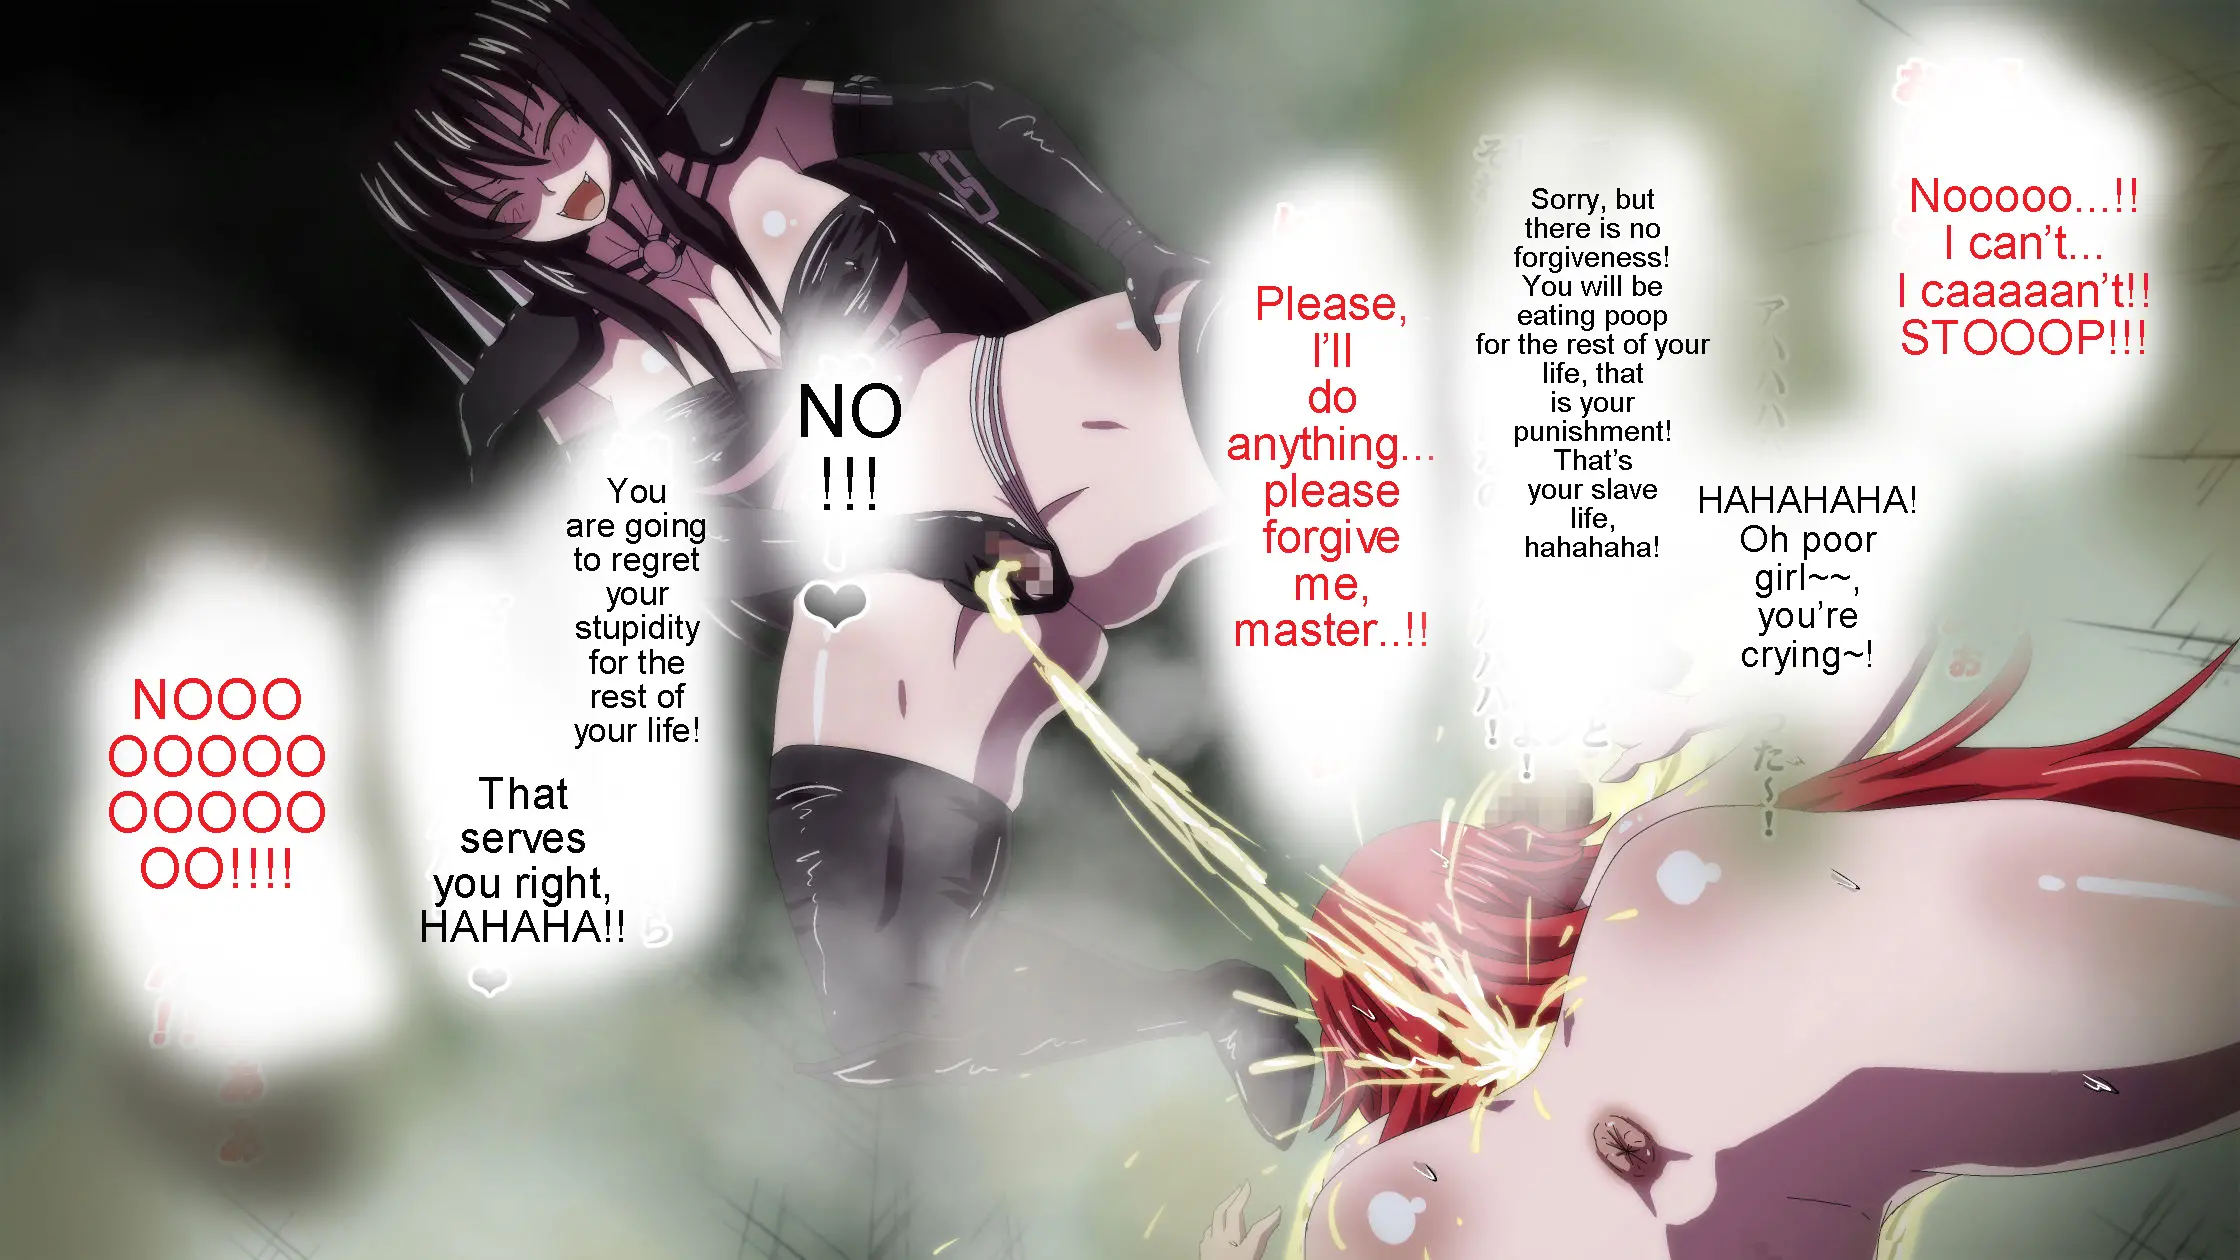 Nooooo...!!
I can't...
I caaaaan't!!
STOOOP!!!
HAHAHAHA!
Oh poor
girl~~,
you're
crying~!
Sorry, but
there is no
forgiveness!
You will be
eating poop
for the rest of your
life, that
is your
punishment!
That's
your slave
life,
hahahaha!
Please,
I'll
do
anything...
please
forgive
me,
master..!!
NO
!!!
You
are going
to regret
your
stupidity
for the
rest of
your life!
That
serves
you right,
HAHAHA!!
NOOO
OOOOO
OOOOO
OO!!!!